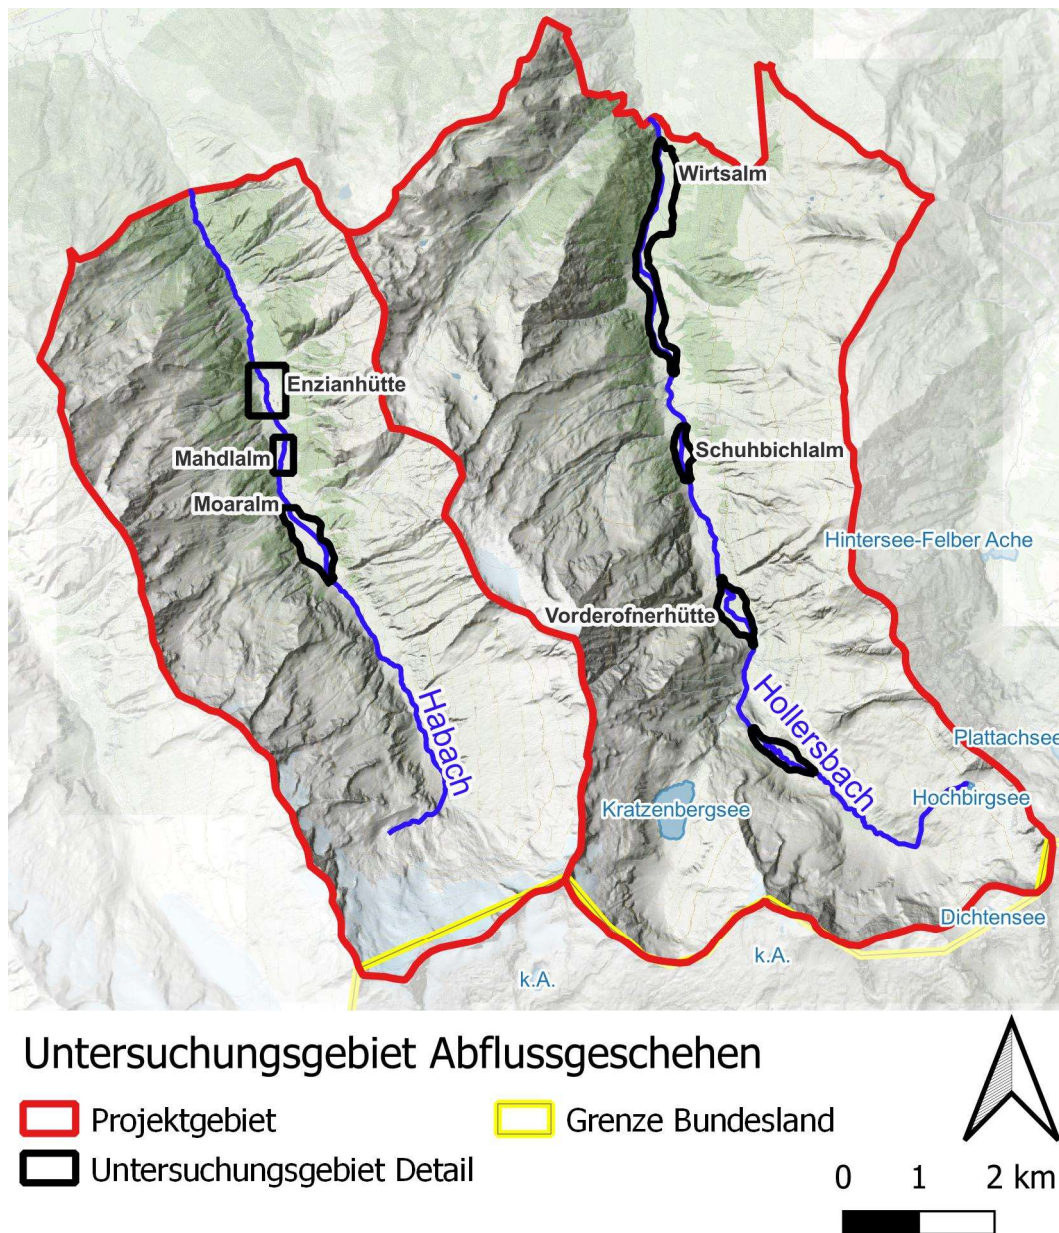 Wirtsalm
Enzianhütte
Mahdlalm
Schuhbichlalm
Moaralm
Hintersee-Felber Ache
Vorderofnerhütte
Habach
Hollersbach
Plattachsee
Kratzenbergsee
Hochbirgsee
Dichtensee
k.A.
k.A.
Untersuchungsgebiet Abflussgeschehen
Projektgebiet
Grenze Bundesland
Untersuchungsgebiet Detail
0 1 2 km